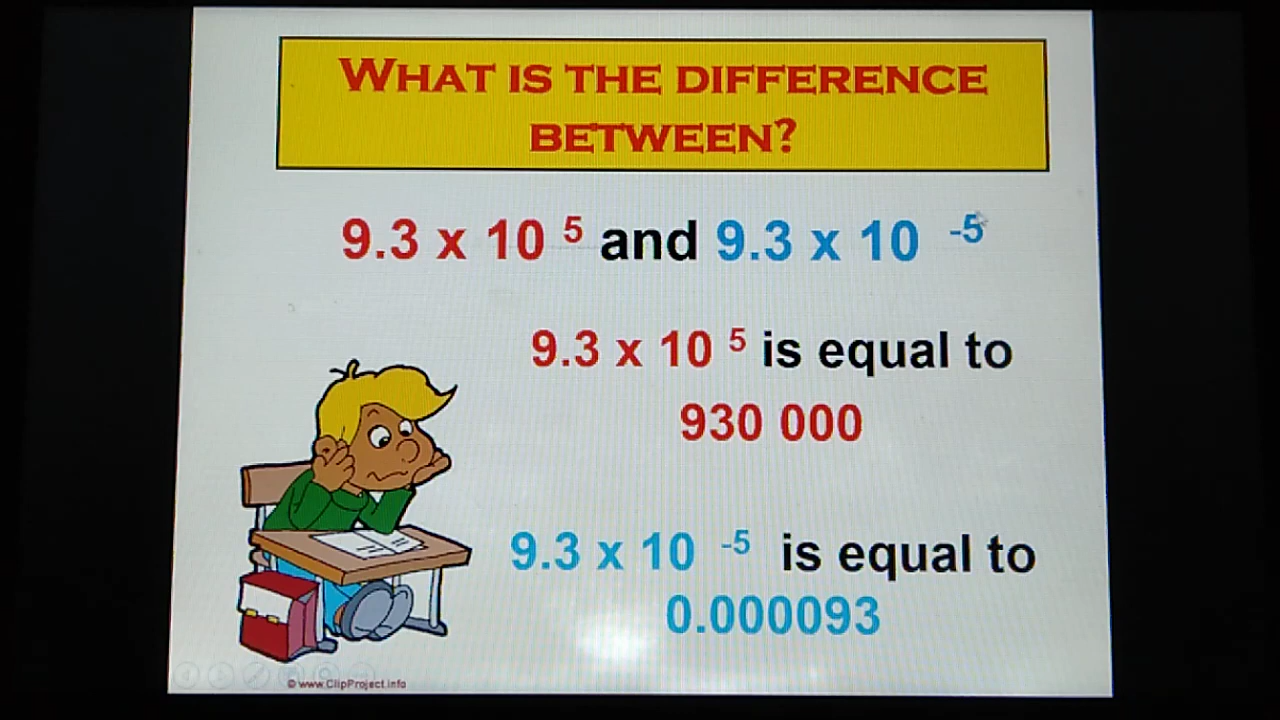 WHAT IS THE DIFFERENCE
BETWEEN?
9.3 x 10 ⁵ and 9.3 x 10 ⁻⁵
9.3 x 10 ⁵ is equal to
930 000
9.3 x 10 ⁻⁵ is equal to
0.000093
© www.ClipProject.info